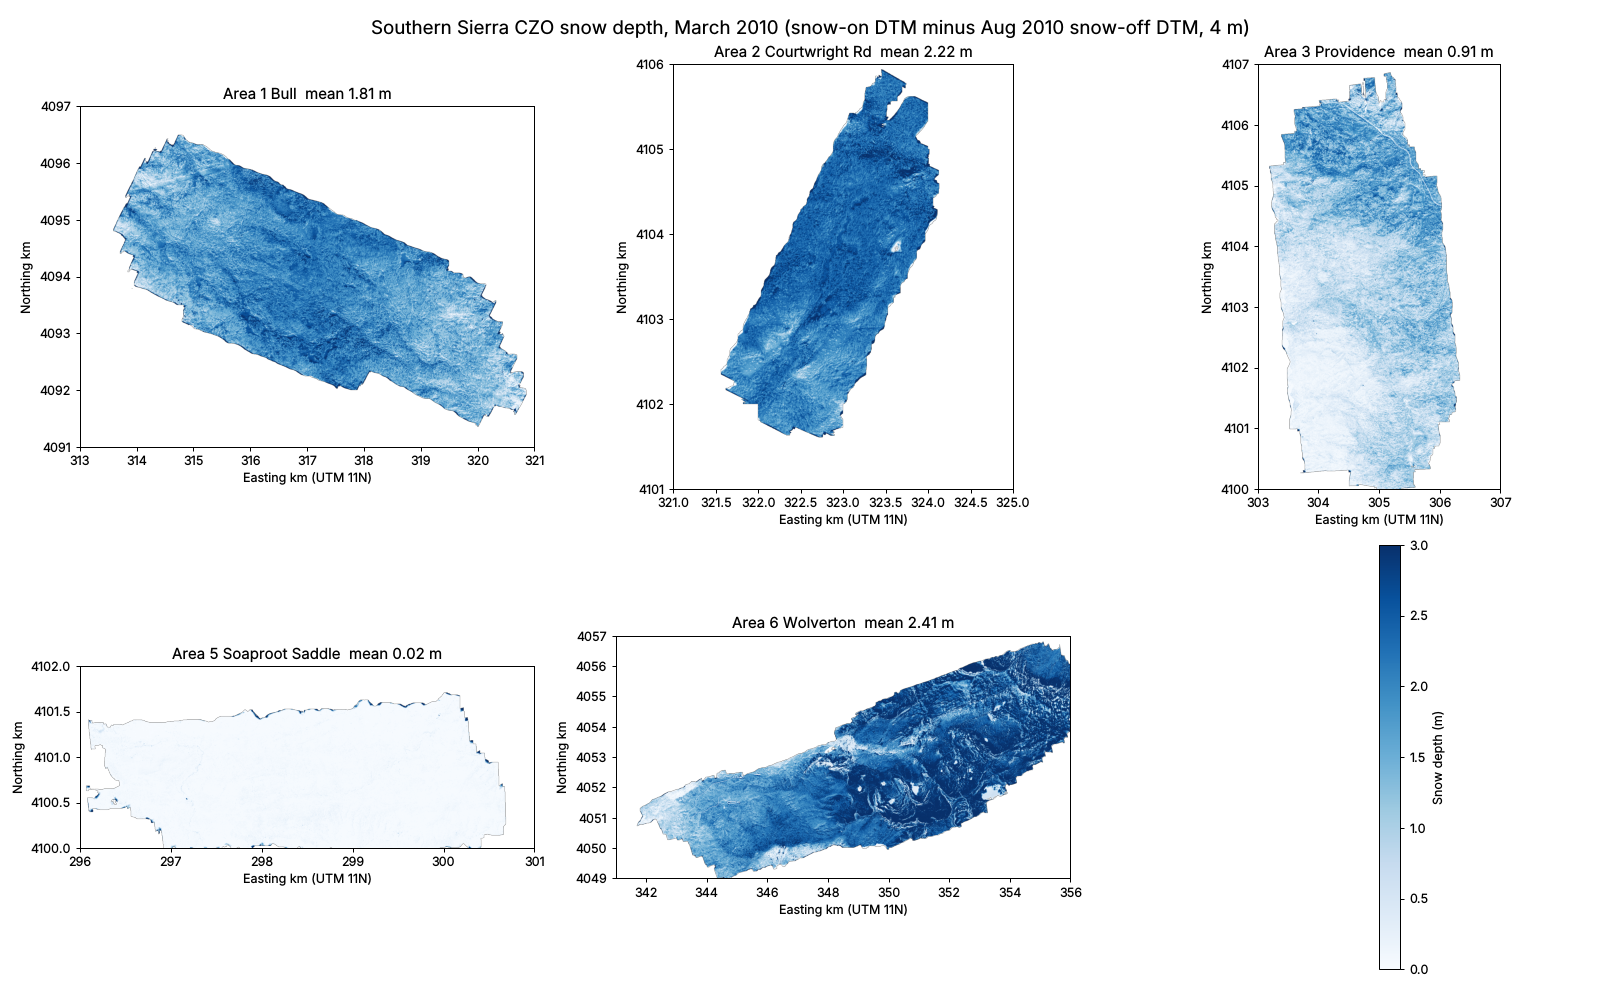 Southern Sierra CZO snow depth, March 2010 (snow-on DTM minus Aug 2010 snow-off DTM, 4 m)
Area 1 Bull  mean 1.81 m
4097
4096
4095
4094
4093
4092
4091
313 314 315 316 317 318 319 320 321
Easting km (UTM 11N)
Northing km
Area 2 Courtwright Rd  mean 2.22 m
4106
4105
4104
4103
4102
4101
321.0 321.5 322.0 322.5 323.0 323.5 324.0 324.5 325.0
Easting km (UTM 11N)
Northing km
Area 3 Providence  mean 0.91 m
4107
4106
4105
4104
4103
4102
4101
4100
303 304 305 306 307
Easting km (UTM 11N)
Northing km
Area 5 Soaproot Saddle  mean 0.02 m
4102.0
4101.5
4101.0
4100.5
4100.0
296 297 298 299 300 301
Easting km (UTM 11N)
Northing km
Area 6 Wolverton  mean 2.41 m
4057
4056
4055
4054
4053
4052
4051
4050
4049
342 344 346 348 350 352 354 356
Easting km (UTM 11N)
Northing km
3.0
2.5
2.0
1.5
1.0
0.5
0.0
Snow depth (m)